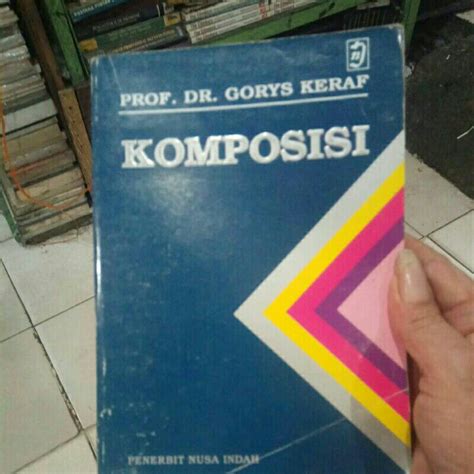 PROF. DR. GORYS KERAF
KOMPOSISI
PENERBIT NUSA INDAH